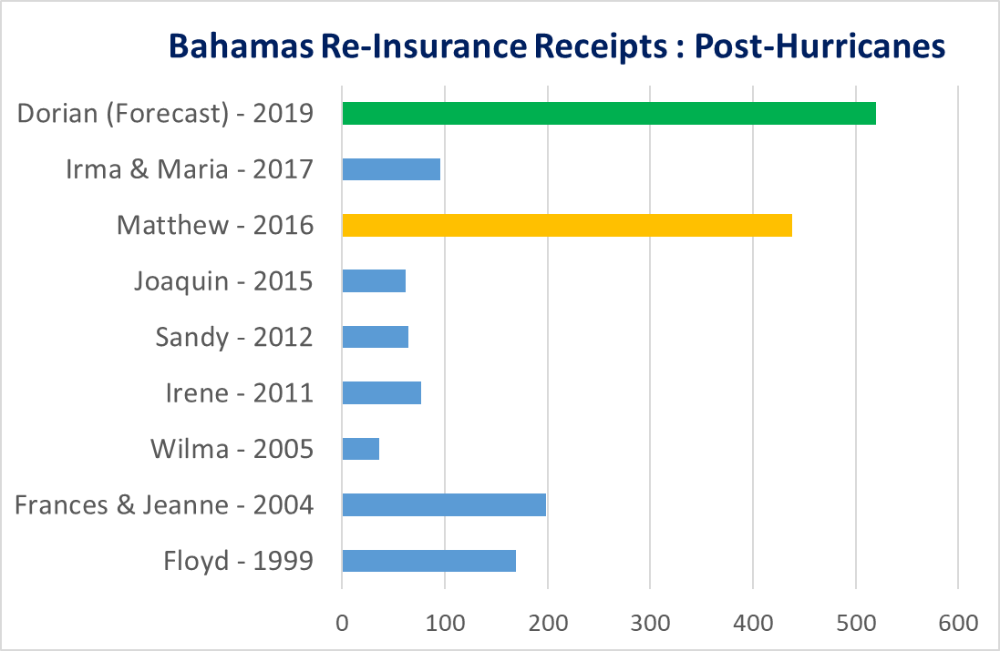 Bahamas Re-Insurance Receipts : Post-Hurricanes
Dorian (Forecast) - 2019
Irma & Maria - 2017
Matthew - 2016
Joaquin - 2015
Sandy - 2012
Irene - 2011
Wilma - 2005
Frances & Jeanne - 2004
Floyd - 1999
0 100 200 300 400 500 600